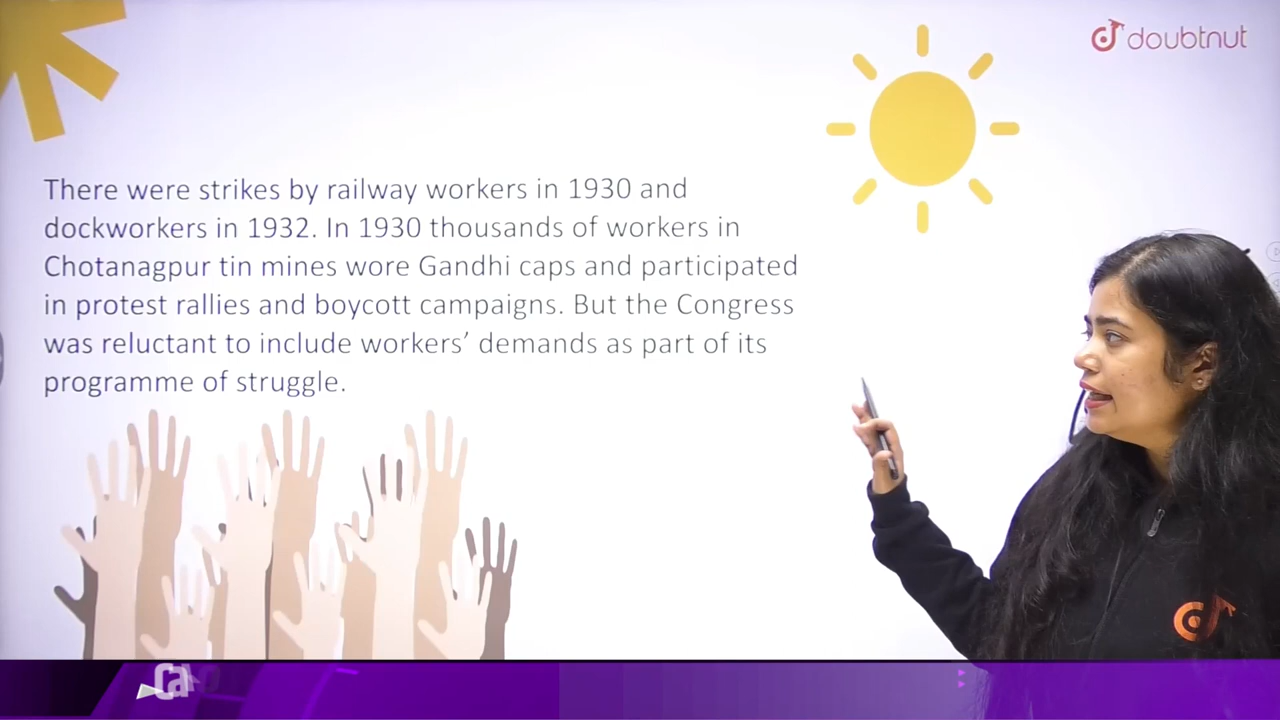 doubtnut
There were strikes by railway workers in 1930 and
dockworkers in 1932. In 1930 thousands of workers in
Chotanagpur tin mines wore Gandhi caps and participated
in protest rallies and boycott campaigns. But the Congress
was reluctant to include workers’ demands as part of its
programme of struggle.